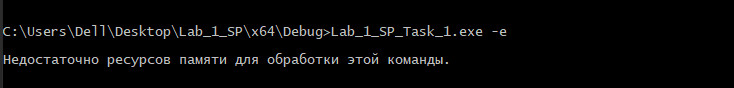 C:\Users\Dell\Desktop\Lab_1_SP\x64\Debug>Lab_1_SP_Task_1.exe -e
Недостаточно ресурсов памяти для обработки этой команды.